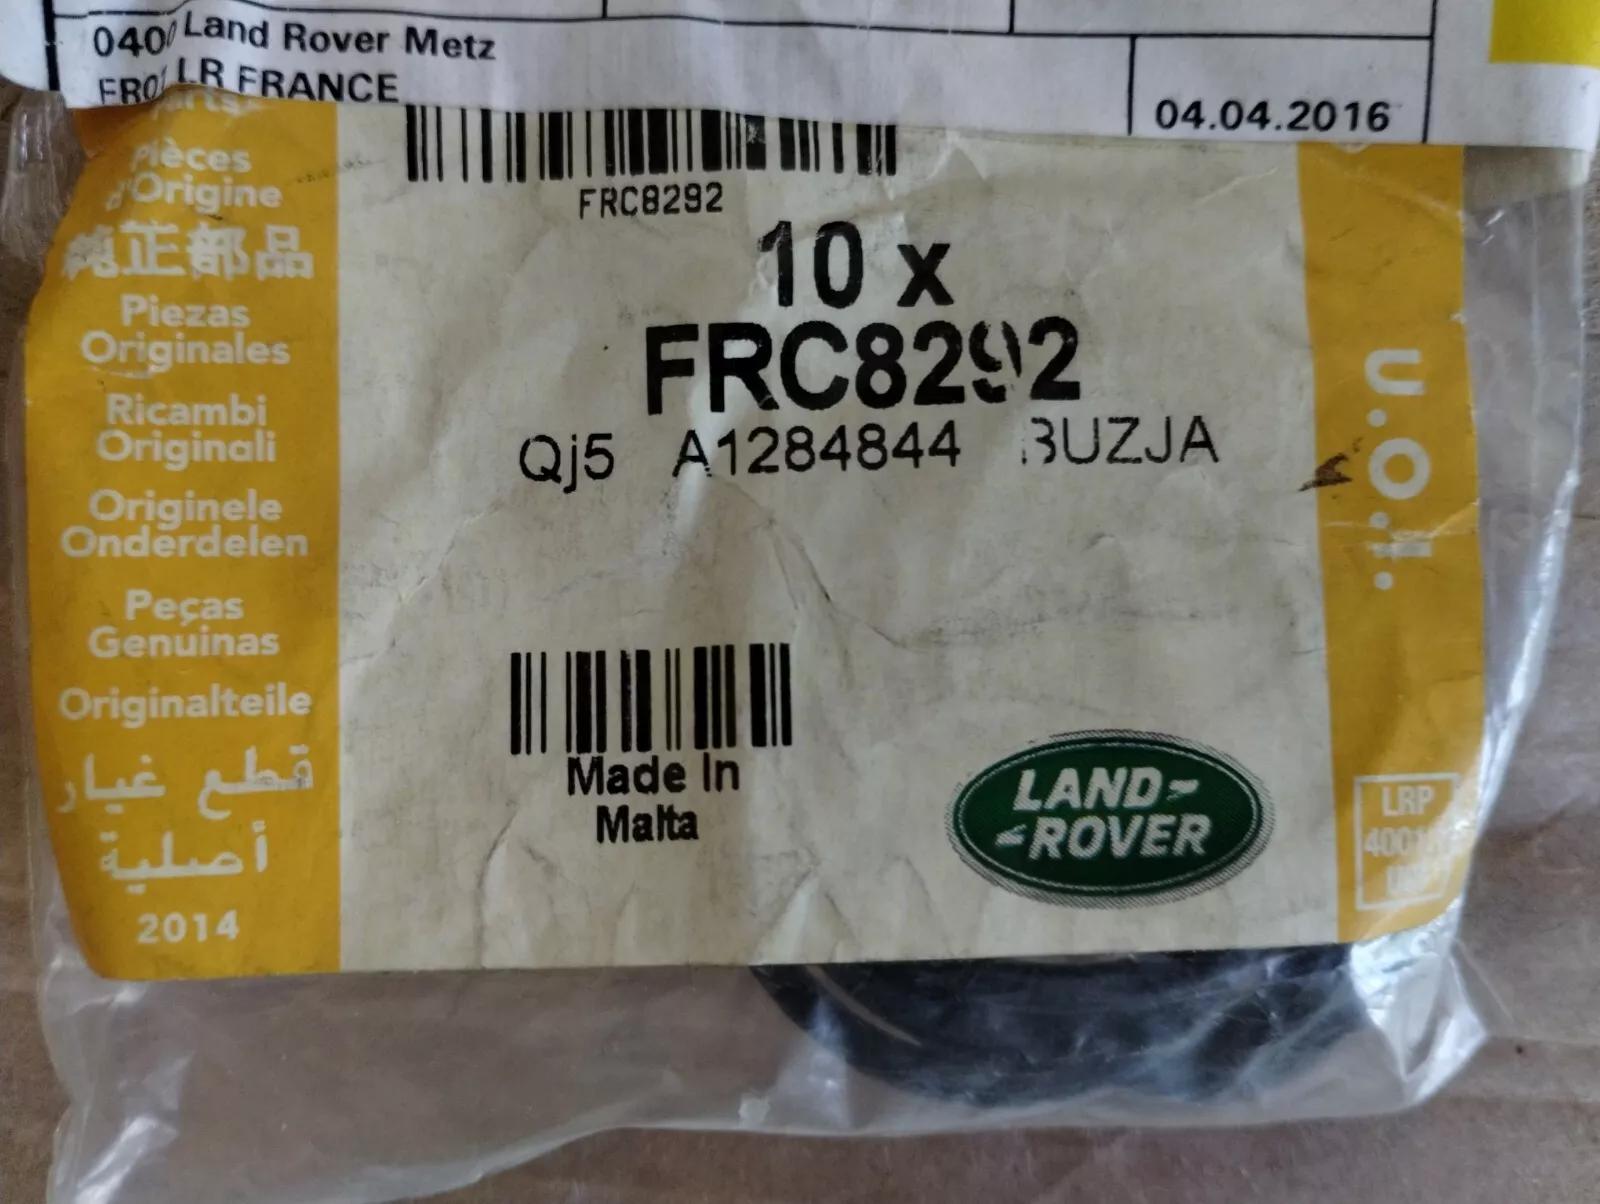 Land Rover Metz
LR FRANCE
04.04.2016
Pièces
d'Origine
純正部品
Piezas
Originales
Ricambi
Originali
Originele
Onderdelen
Peças
Genuinas
Originalteile
قطع غيار
أصلية
2014
FRC8292
10 x
FRC8292
Qj5 A1284844 BUZJA
Made In
Malta
LAND-
-ROVER
LRP